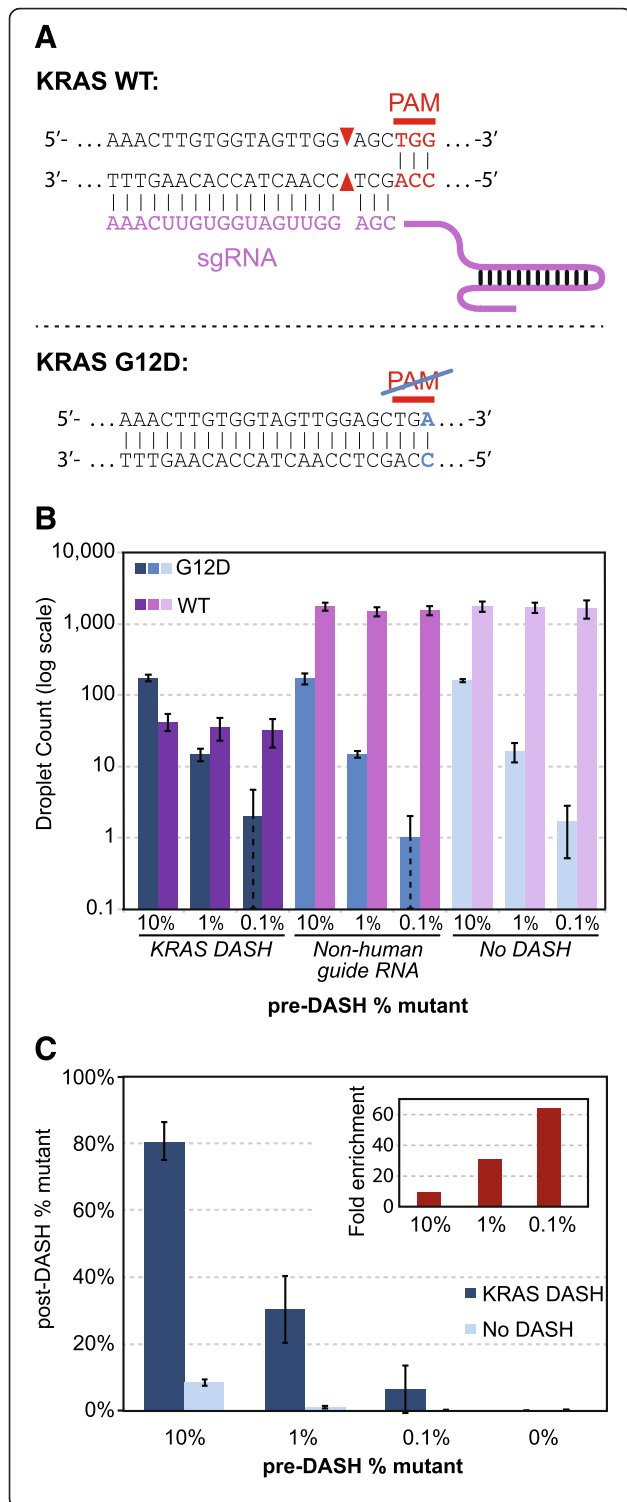 A
KRAS WT:
PAM
5′- ... AAACTTGTGGTAGTTGG AGCTGG ... -3′
3′- ... TTTGAACACCATCAACC TCGACC ... -5′
AAACUUGUGGUAGUUGG AGC
sgRNA
KRAS G12D:
PAM
5′- ... AAACTTGTGGTAGTTGGAGCTGA ... -3′
3′- ... TTTGAACACCATCAACCTCGACC ... -5′
B
10,000
1,000
100
10
1
0.1
Droplet Count (log scale)
G12D
WT
10% 1% 0.1% 10% 1% 0.1% 10% 1% 0.1%
KRAS DASH Non-human guide RNA No DASH
pre-DASH % mutant
C
100%
80%
60%
40%
20%
0%
post-DASH % mutant
Fold enrichment
60
40
20
0
10% 1% 0.1%
KRAS DASH
No DASH
10% 1% 0.1% 0%
pre-DASH % mutant